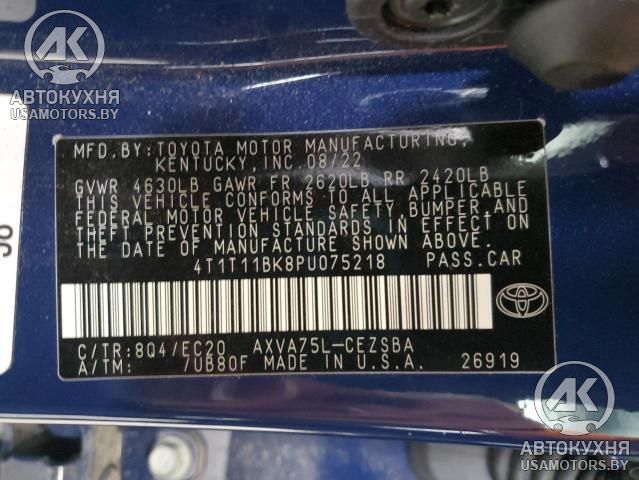 АК
АВТОКУХНЯ
USAMOTORS.BY
MFD. BY: TOYOTA MOTOR MANUFACTURING,
KENTUCKY, INC. 08/22
GVWR 4630LB GAWR FR 2620LB RR 2420LB
THIS VEHICLE CONFORMS TO ALL APPLICABLE
FEDERAL MOTOR VEHICLE SAFETY, BUMPER AND
THEFT PREVENTION STANDARDS IN EFFECT ON
THE DATE OF MANUFACTURE SHOWN ABOVE.
4T1T11BK8PU075218 PASS.CAR
C/TR: 8Q4/EC20 AXVA75L-CEZSBA
A/TM: /UB80F MADE IN U.S.A. 26919
АК
АВТОКУХНЯ
USAMOTORS.BY